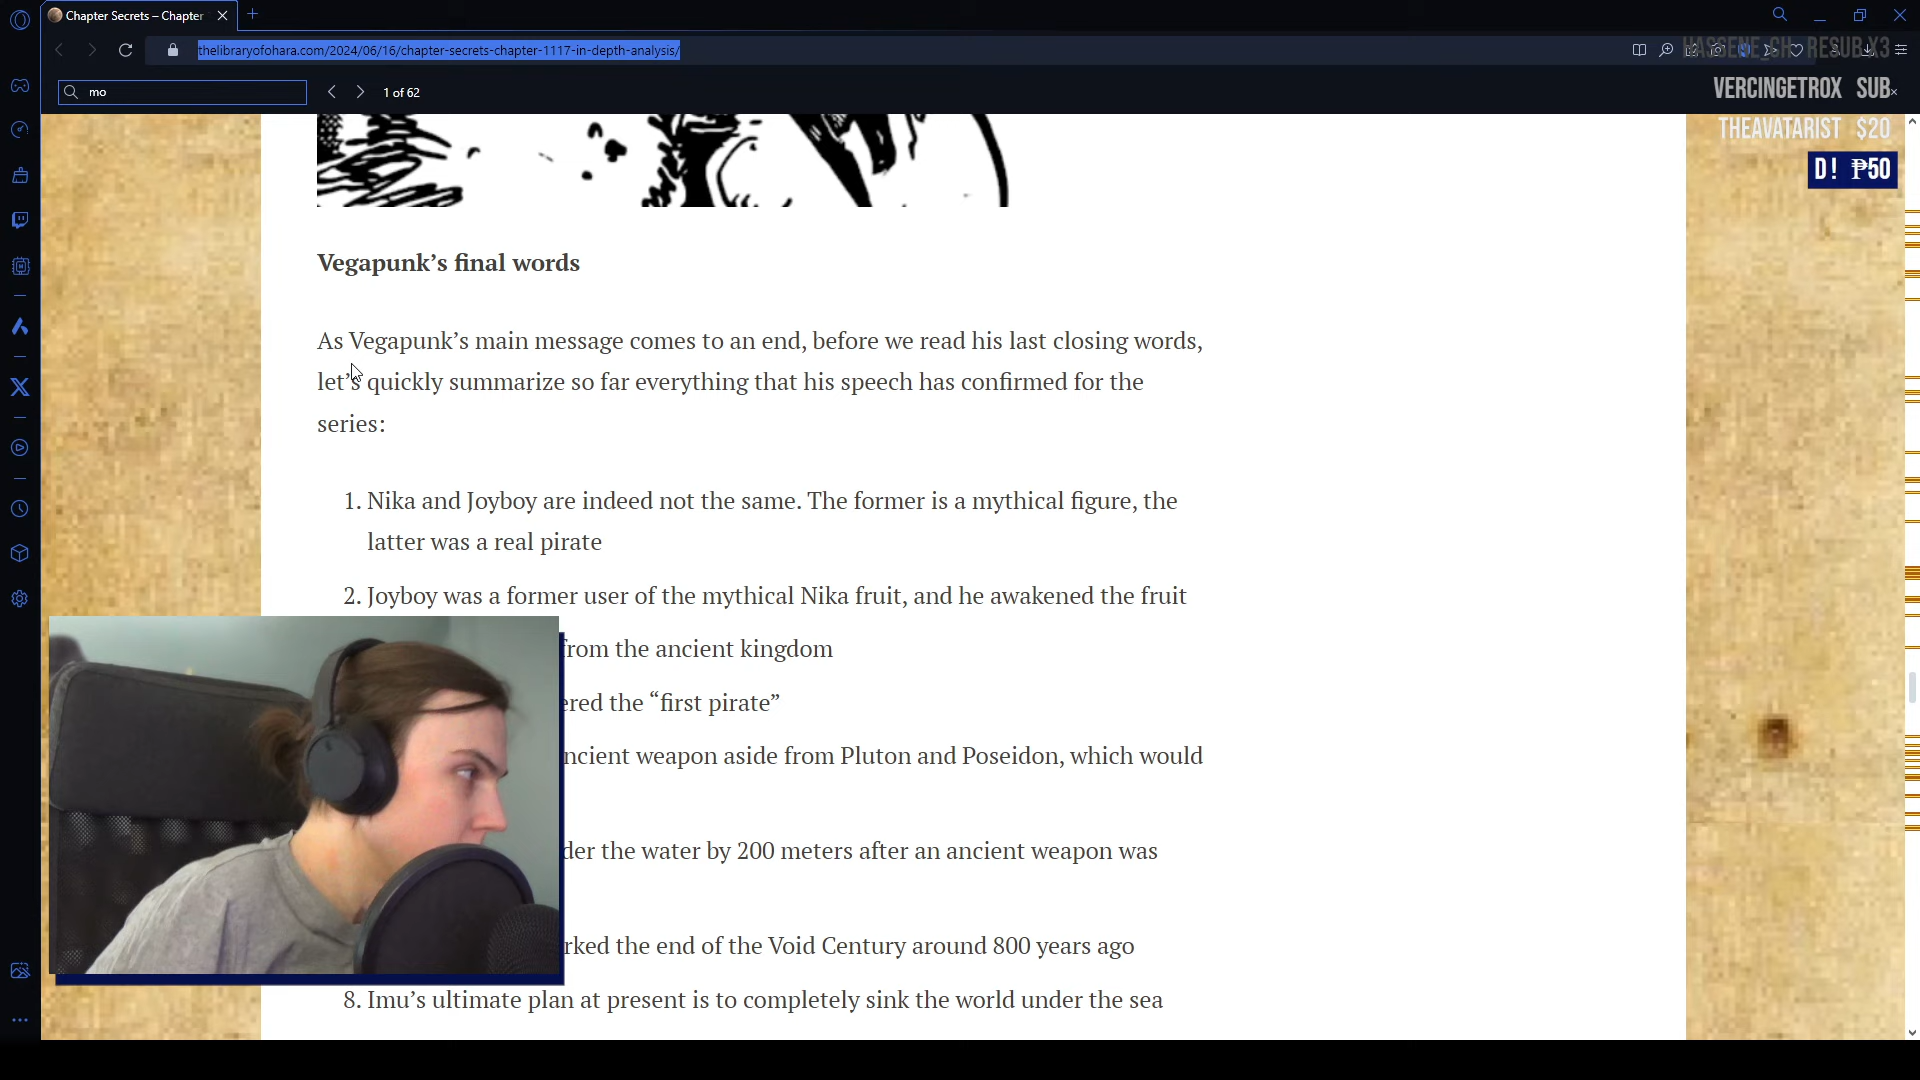 Chapter Secrets – Chapter
thelibraryofohara.com/2024/06/16/chapter-secrets-chapter-1117-in-depth-analysis/
HASSENE_CH RESUB X3
mo
1 of 62
VERCINGETROX SUB
THEAVATARIST $20
D! ₱50
Vegapunk’s final words
As Vegapunk’s main message comes to an end, before we read his last closing words,
let’s quickly summarize so far everything that his speech has confirmed for the
series:
1. Nika and Joyboy are indeed not the same. The former is a mythical figure, the
latter was a real pirate
2. Joyboy was a former user of the mythical Nika fruit, and he awakened the fruit
from the ancient kingdom
ered the “first pirate”
ncient weapon aside from Pluton and Poseidon, which would
der the water by 200 meters after an ancient weapon was
rked the end of the Void Century around 800 years ago
8. Imu’s ultimate plan at present is to completely sink the world under the sea